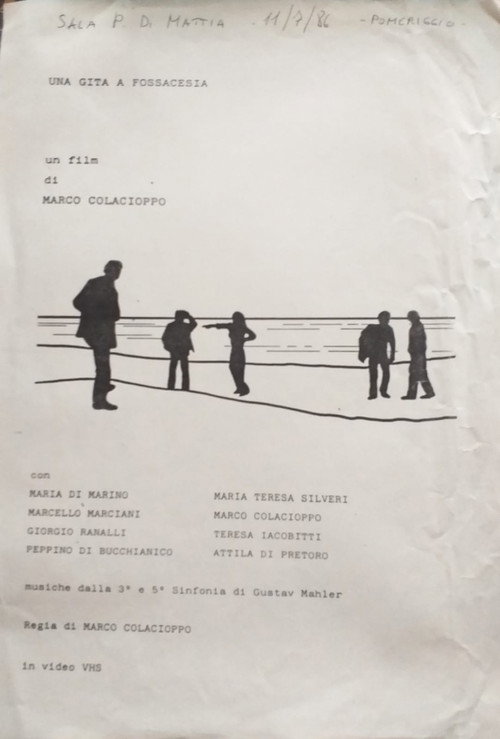 SALA P. DI MATTIA . 11/7/86 - POMERIGGIO -
UNA GITA A FOSSACESIA
un film
di
MARCO COLACIOPPO
con
MARIA DI MARINO MARIA TERESA SILVERI
MARCELLO MARCIANI MARCO COLACIOPPO
GIORGIO RANALLI TERESA IACOBITTI
PEPPINO DI BUCCHIANICO ATTILA DI PRETORO
musiche dalla 3° e 5° Sinfonia di Gustav Mahler
Regia di MARCO COLACIOPPO
in video VHS